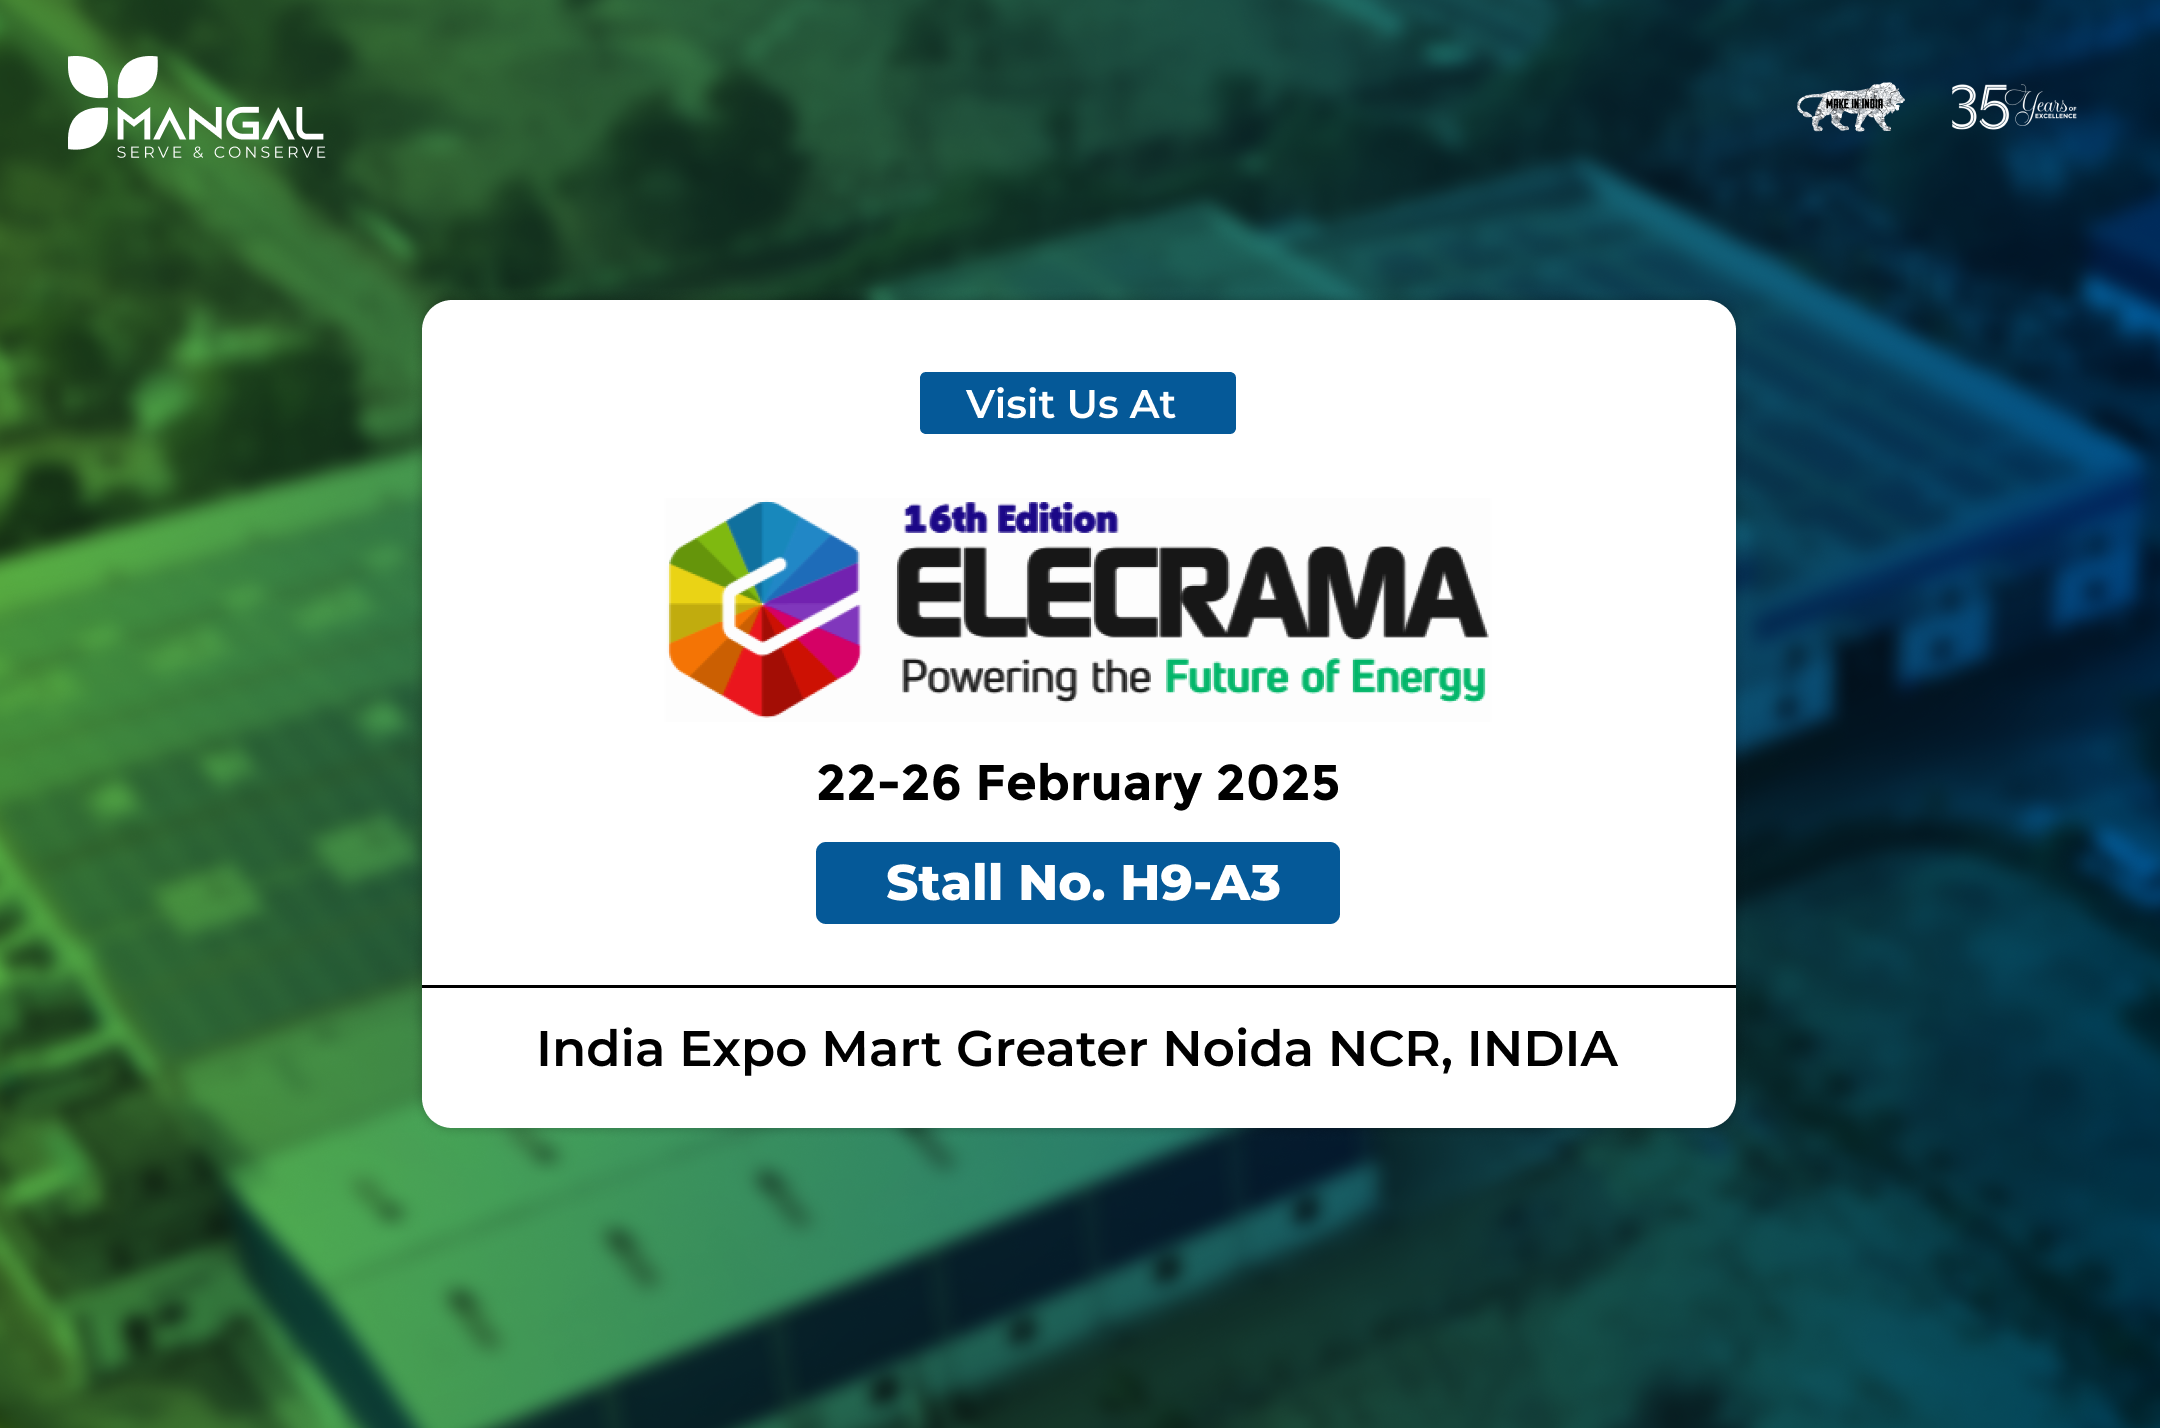 MANGAL
SERVE & CONSERVE
MAKE IN INDIA
35 Years OF
EXCELLENCE
Visit Us At
16th Edition
ELECRAMA
Powering the Future of Energy
22-26 February 2025
Stall No. H9-A3
India Expo Mart Greater Noida NCR, INDIA